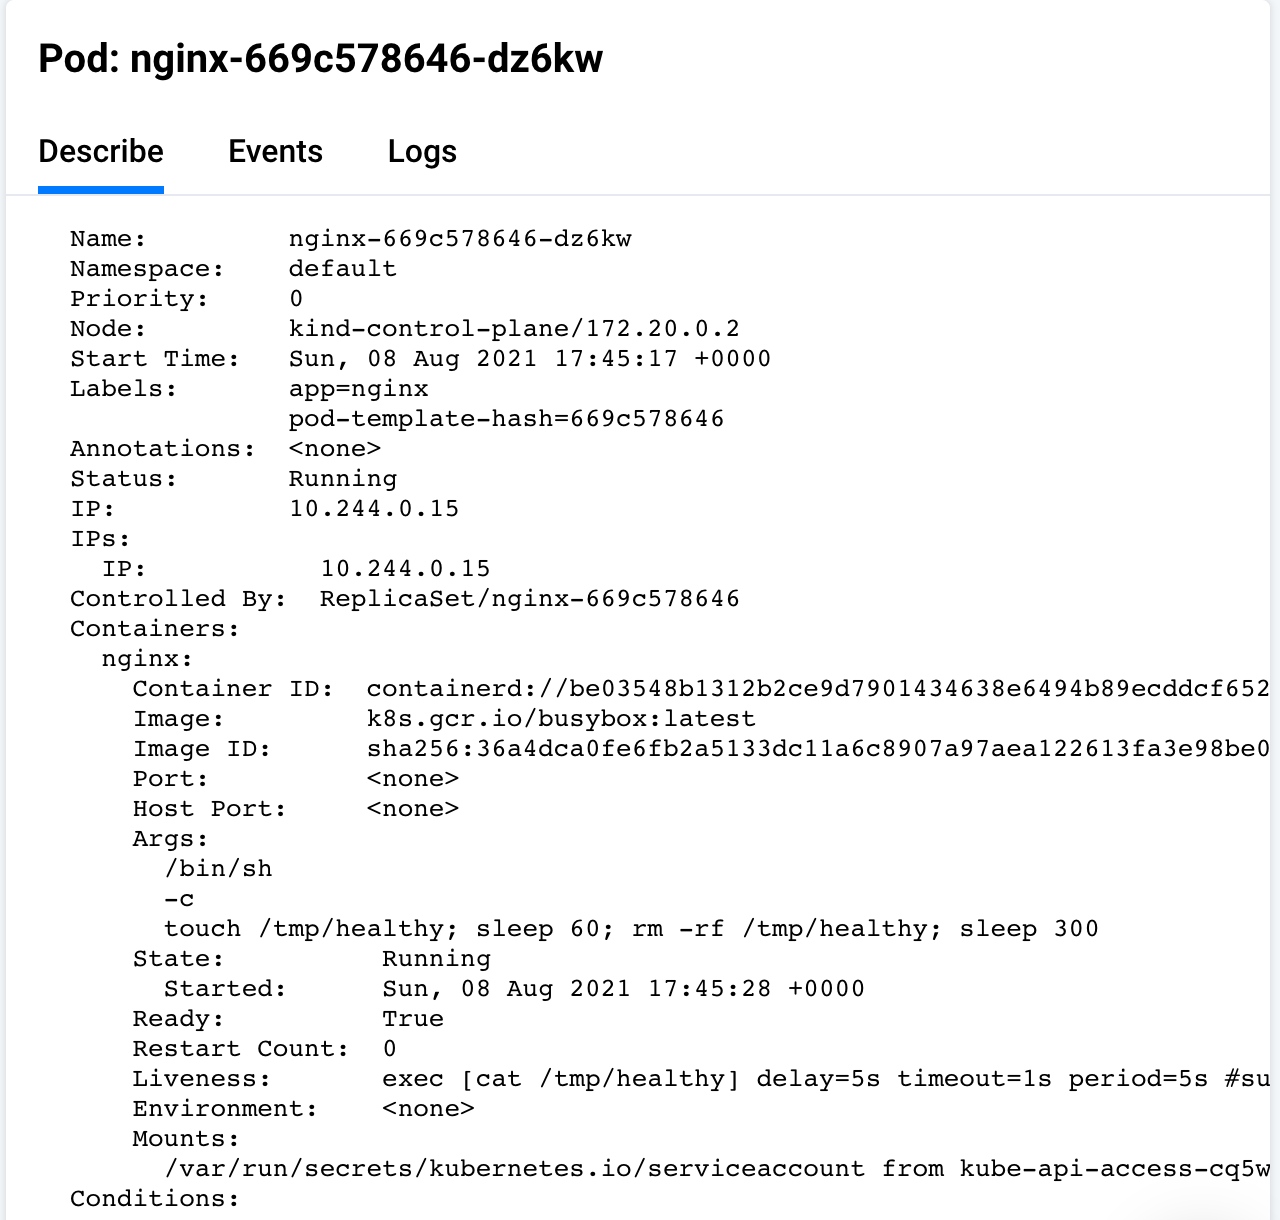 Pod: nginx-669c578646-dz6kw
Describe Events Logs
Name: nginx-669c578646-dz6kw
Namespace: default
Priority: 0
Node: kind-control-plane/172.20.0.2
Start Time: Sun, 08 Aug 2021 17:45:17 +0000
Labels: app=nginx
pod-template-hash=669c578646
Annotations: <none>
Status: Running
IP: 10.244.0.15
IPs:
IP: 10.244.0.15
Controlled By: ReplicaSet/nginx-669c578646
Containers:
nginx:
Container ID: containerd://be03548b1312b2ce9d7901434638e6494b89ecddcf652
Image: k8s.gcr.io/busybox:latest
Image ID: sha256:36a4dca0fe6fb2a5133dc11a6c8907a97aea122613fa3e98be0
Port: <none>
Host Port: <none>
Args:
/bin/sh
-c
touch /tmp/healthy; sleep 60; rm -rf /tmp/healthy; sleep 300
State: Running
Started: Sun, 08 Aug 2021 17:45:28 +0000
Ready: True
Restart Count: 0
Liveness: exec [cat /tmp/healthy] delay=5s timeout=1s period=5s #su
Environment: <none>
Mounts:
/var/run/secrets/kubernetes.io/serviceaccount from kube-api-access-cq5w
Conditions: